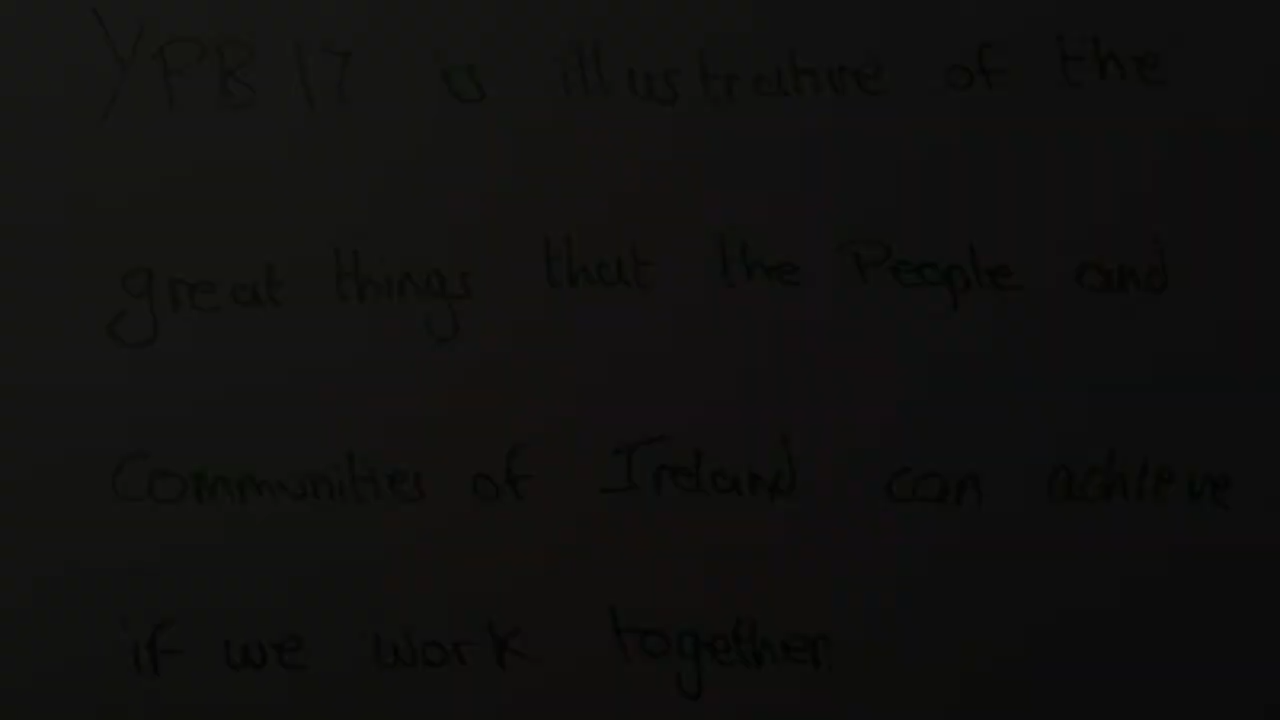 YPB17 is illustrative of the
great things that the People and
Communities of Ireland can achieve
if we work together.